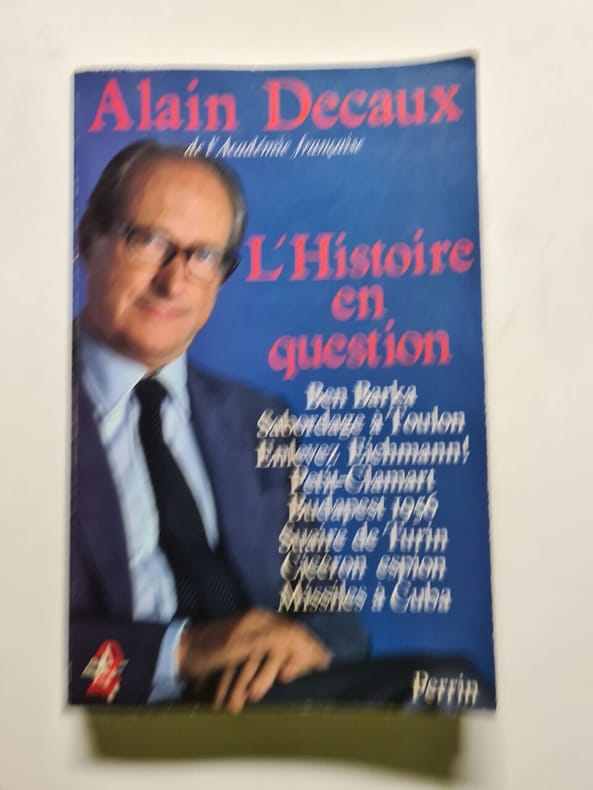 Alain Decaux
de l'Académie française
L'Histoire
en
question
Ben Barka
Sabordage à Toulon
Enlevez Eichmann!
Petit-Clamart
Budapest 1956
Suaire de Turin
Cicéron espion
Missiles à Cuba
Perrin